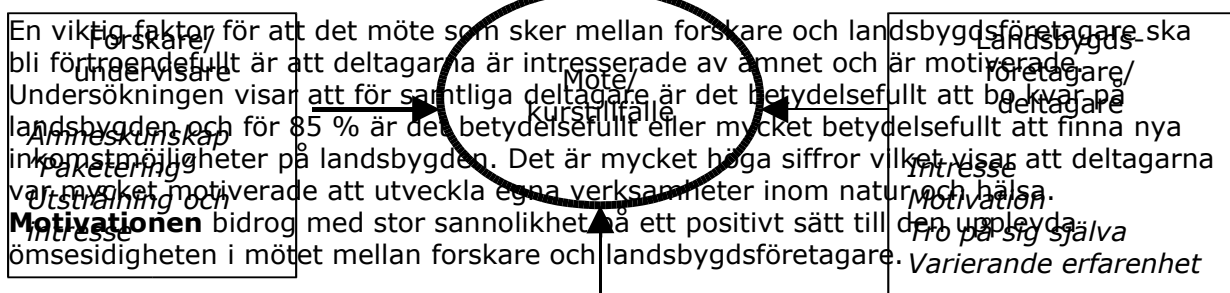 En viktig faktor för att det möte som sker mellan forskare och landsbygdsföretagare ska
bli förtroendefullt är att deltagarna är intresserade av ämnet och är motiverade.
Undersökningen visar att för samtliga deltagare är det betydelsefullt att bo kvar på
landsbygden och för 85 % är det betydelsefullt eller mycket betydelsefullt att finna nya
inkomstmöjligheter på landsbygden. Det är mycket höga siffror vilket visar att deltagarna
var mycket motiverade att utveckla egna verksamheter inom natur och hälsa.
Motivationen bidrog med stor sannolikhet på ett positivt sätt till den upplevda
ömsesidigheten i mötet mellan forskare och landsbygdsföretagare.
Forskare/
undervisare
Ämneskunskap
"Paketering"
Utstrålning och
intresse
Möte/
kurstillfälle
Landsbygds-
företagare/
deltagare
Intresse
Motivation
Tro på sig själva
Varierande erfarenhet